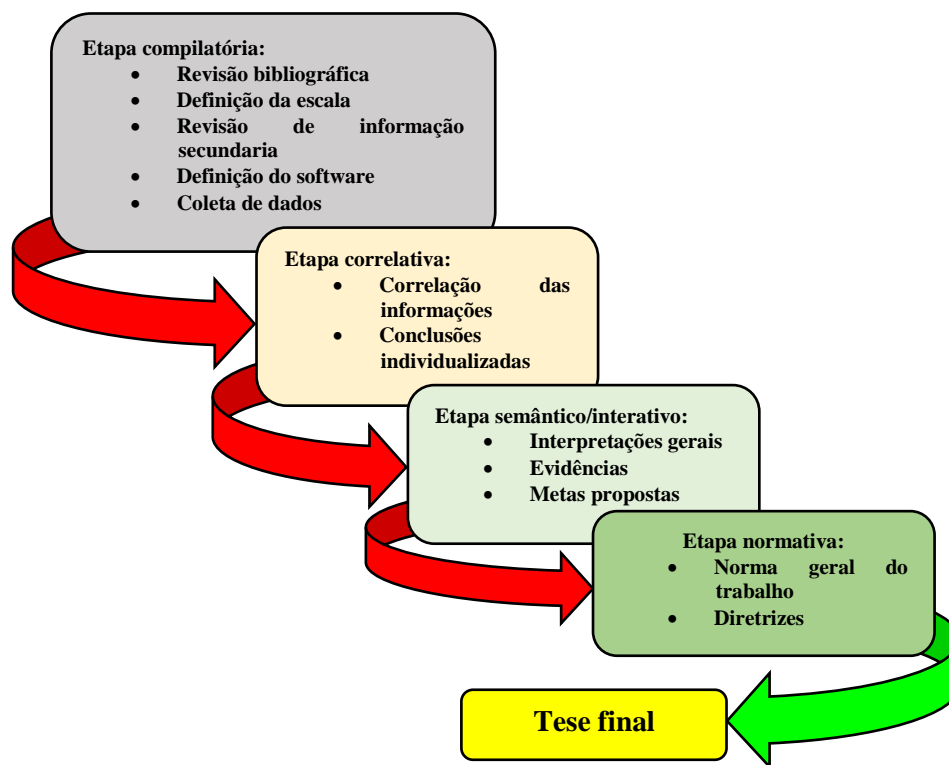 Etapa compilatória:
• Revisão bibliográfica
• Definição da escala
• Revisão de informação
secundaria
• Definição do software
• Coleta de dados
Etapa correlativa:
• Correlação das
informações
• Conclusões
individualizadas
Etapa semântico/interativo:
• Interpretações gerais
• Evidências
• Metas propostas
Etapa normativa:
• Norma geral do
trabalho
• Diretrizes
Tese final